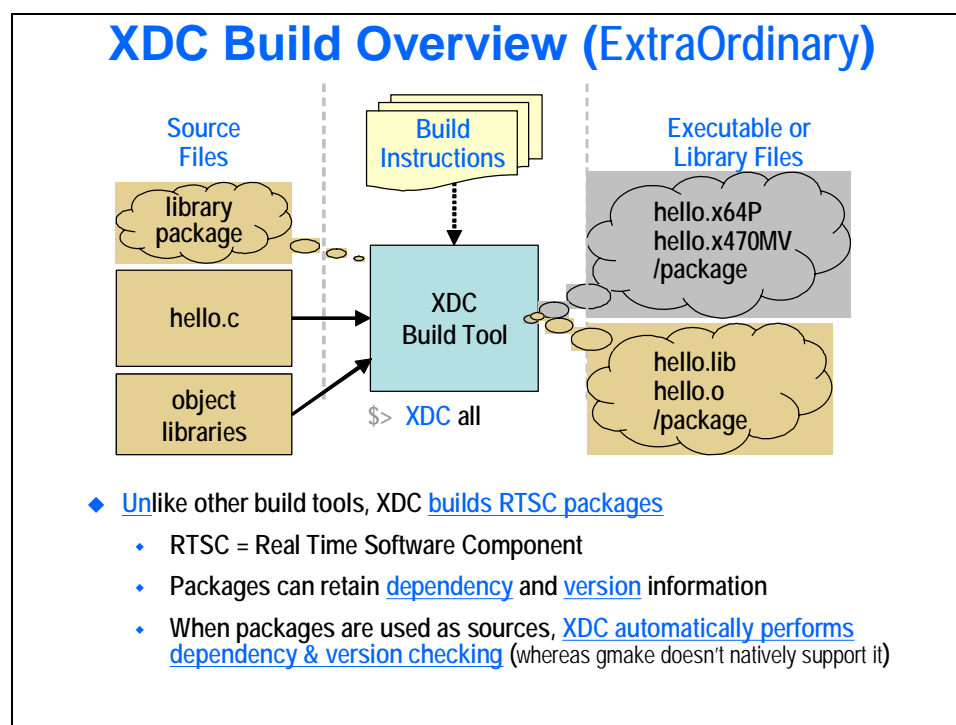 XDC Build Overview (ExtraOrdinary)
Source
Files
Build
Instructions
Executable or
Library Files
library
package
hello.c
object
libraries
XDC
Build Tool
$> XDC all
hello.x64P
hello.x470MV
/package
hello.lib
hello.o
/package
Unlike other build tools, XDC builds RTSC packages
RTSC = Real Time Software Component
Packages can retain dependency and version information
When packages are used as sources, XDC automatically performs
dependency & version checking (whereas gmake doesn't natively support it)